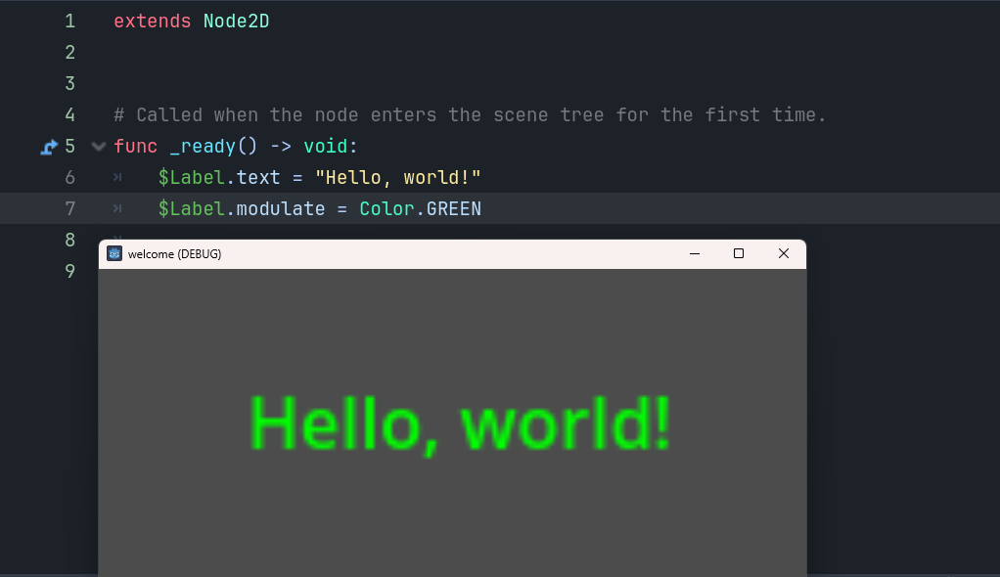 1 extends Node2D
2
3
4 # Called when the node enters the scene tree for the first time.
5 func _ready() -> void:
6 $Label.text = "Hello, world!"
7 $Label.modulate = Color.GREEN
8
9
welcome (DEBUG)
Hello, world!